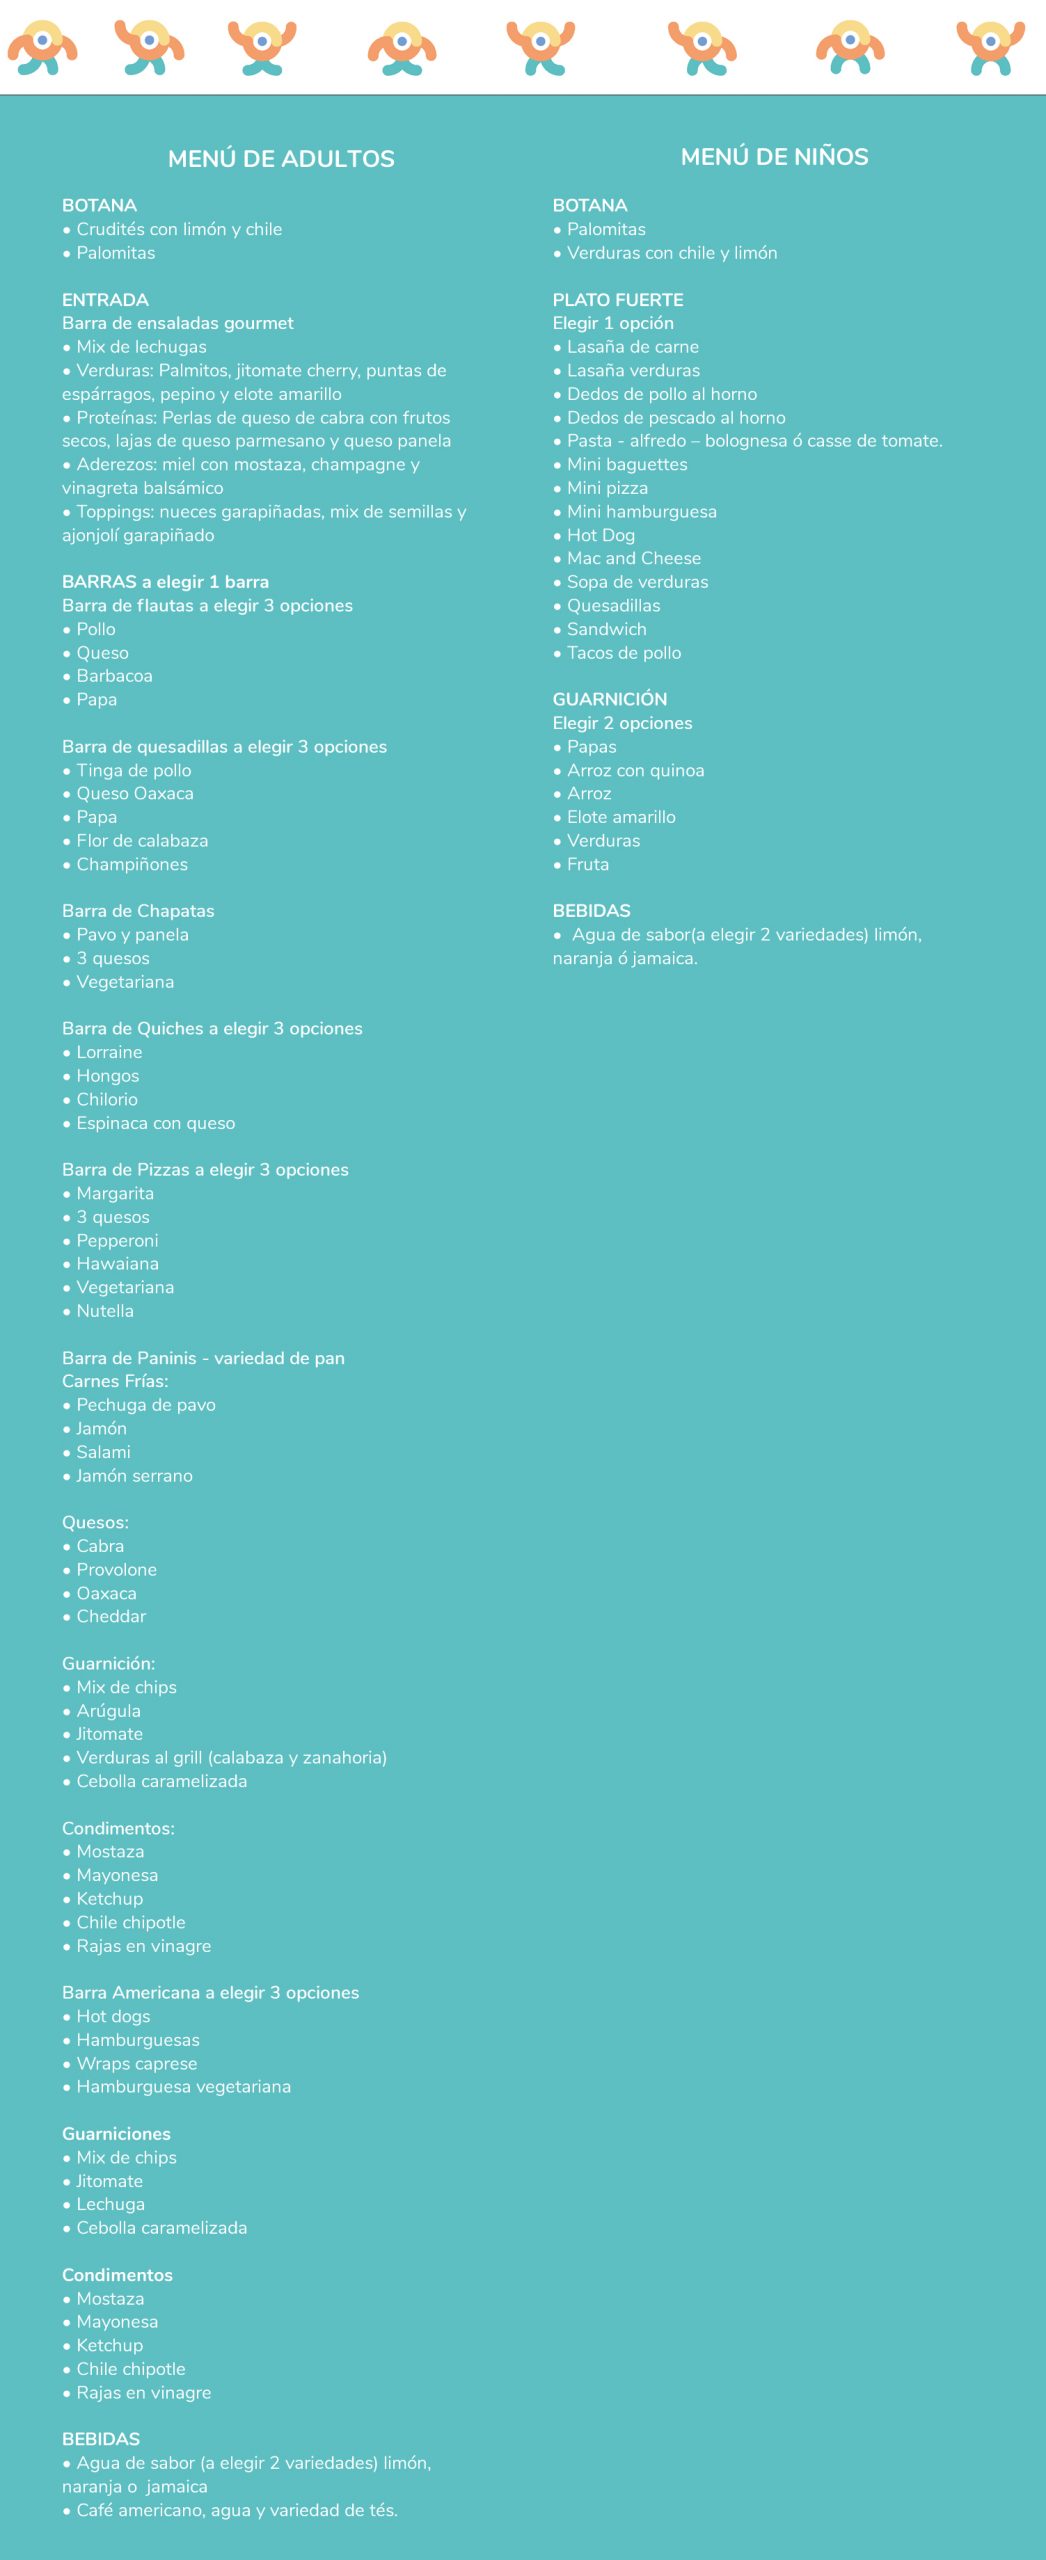 MENÚ DE ADULTOS
BOTANA
• Crudités con limón y chile
• Palomitas
ENTRADA
Barra de ensaladas gourmet
• Mix de lechugas
• Verduras: Palmitos, jitomate cherry, puntas de
espárragos, pepino y elote amarillo
• Proteínas: Perlas de queso de cabra con frutos
secos, lajas de queso parmesano y queso panela
• Aderezos: miel con mostaza, champagne y
vinagreta balsámico
• Toppings: nueces garapiñadas, mix de semillas y
ajonjolí garapiñado
BARRAS a elegir 1 barra
Barra de flautas a elegir 3 opciones
• Pollo
• Queso
• Barbacoa
• Papa
Barra de quesadillas a elegir 3 opciones
• Tinga de pollo
• Queso Oaxaca
• Papa
• Flor de calabaza
• Champiñones
Barra de Chapatas
• Pavo y panela
• 3 quesos
• Vegetariana
Barra de Quiches a elegir 3 opciones
• Lorraine
• Hongos
• Chilorio
• Espinaca con queso
Barra de Pizzas a elegir 3 opciones
• Margarita
• 3 quesos
• Pepperoni
• Hawaiana
• Vegetariana
• Nutella
Barra de Paninis - variedad de pan
Carnes Frías:
• Pechuga de pavo
• Jamón
• Salami
• Jamón serrano
Quesos:
• Cabra
• Provolone
• Oaxaca
• Cheddar
Guarnición:
• Mix de chips
• Arúgula
• Jitomate
• Verduras al grill (calabaza y zanahoria)
• Cebolla caramelizada
Condimentos:
• Mostaza
• Mayonesa
• Ketchup
• Chile chipotle
• Rajas en vinagre
Barra Americana a elegir 3 opciones
• Hot dogs
• Hamburguesas
• Wraps caprese
• Hamburguesa vegetariana
Guarniciones
• Mix de chips
• Jitomate
• Lechuga
• Cebolla caramelizada
Condimentos
• Mostaza
• Mayonesa
• Ketchup
• Chile chipotle
• Rajas en vinagre
BEBIDAS
• Agua de sabor (a elegir 2 variedades) limón,
naranja o jamaica
• Café americano, agua y variedad de tés.
MENÚ DE NIÑOS
BOTANA
• Palomitas
• Verduras con chile y limón
PLATO FUERTE
Elegir 1 opción
• Lasaña de carne
• Lasaña verduras
• Dedos de pollo al horno
• Dedos de pescado al horno
• Pasta - alfredo – bolognesa ó casse de tomate.
• Mini baguettes
• Mini pizza
• Mini hamburguesa
• Hot Dog
• Mac and Cheese
• Sopa de verduras
• Quesadillas
• Sandwich
• Tacos de pollo
GUARNICIÓN
Elegir 2 opciones
• Papas
• Arroz con quinoa
• Arroz
• Elote amarillo
• Verduras
• Fruta
BEBIDAS
• Agua de sabor(a elegir 2 variedades) limón,
naranja ó jamaica.